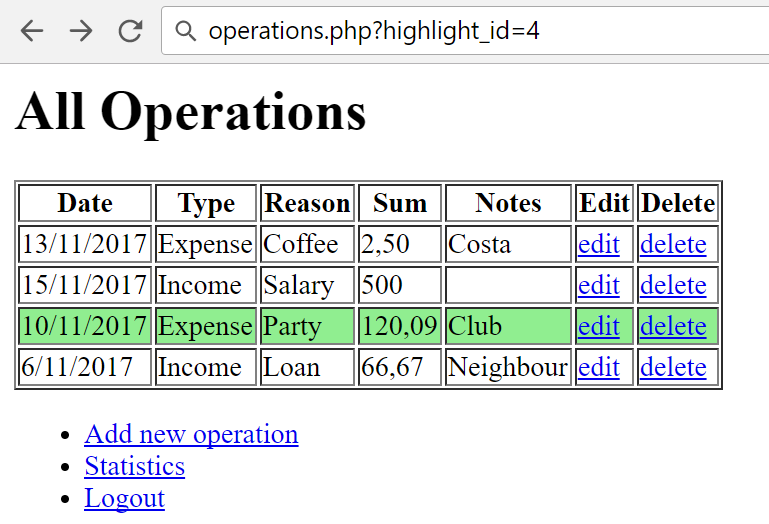 operations.php?highlight_id=4
All Operations
Date Type Reason Sum Notes Edit Delete
13/11/2017 Expense Coffee 2,50 Costa edit delete
15/11/2017 Income Salary 500 edit delete
10/11/2017 Expense Party 120,09 Club edit delete
6/11/2017 Income Loan 66,67 Neighbour edit delete
Add new operation
Statistics
Logout